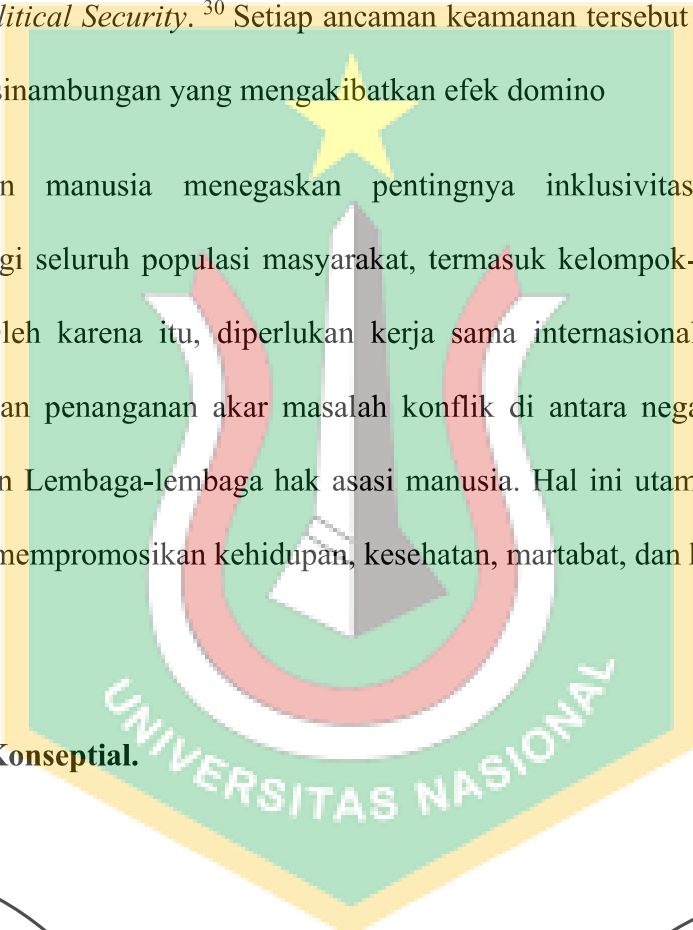 litical Security. 30 Setiap ancaman keamanan tersebut
sinambungan yang mengakibatkan efek domino
n manusia menegaskan pentingnya inklusivitas
gi seluruh populasi masyarakat, termasuk kelompok-
leh karena itu, diperlukan kerja sama internasional
an penanganan akar masalah konflik di antara nega
n Lembaga-lembaga hak asasi manusia. Hal ini utam
mempromosikan kehidupan, kesehatan, martabat, dan
Konseptial.
UNIVERSITAS NASIONAL